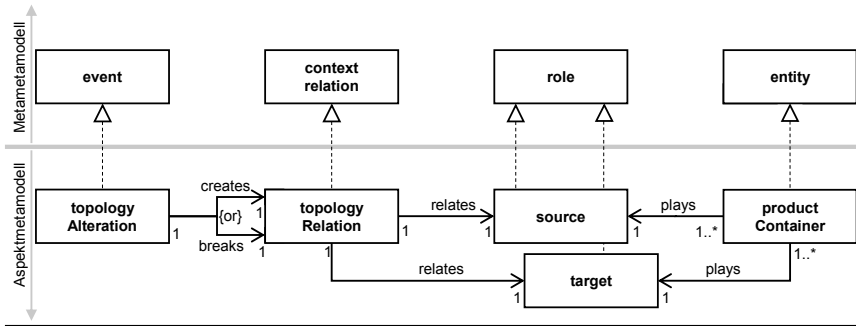 Metametamodell
event
context
relation
role
entity
Aspektmetamodell
topology
Alteration
1
creates
{or}
breaks
1
1
topology
Relation
1
1
relates
1
source
1
plays
1..*
product
Container
1..*
relates
1
target
1
plays